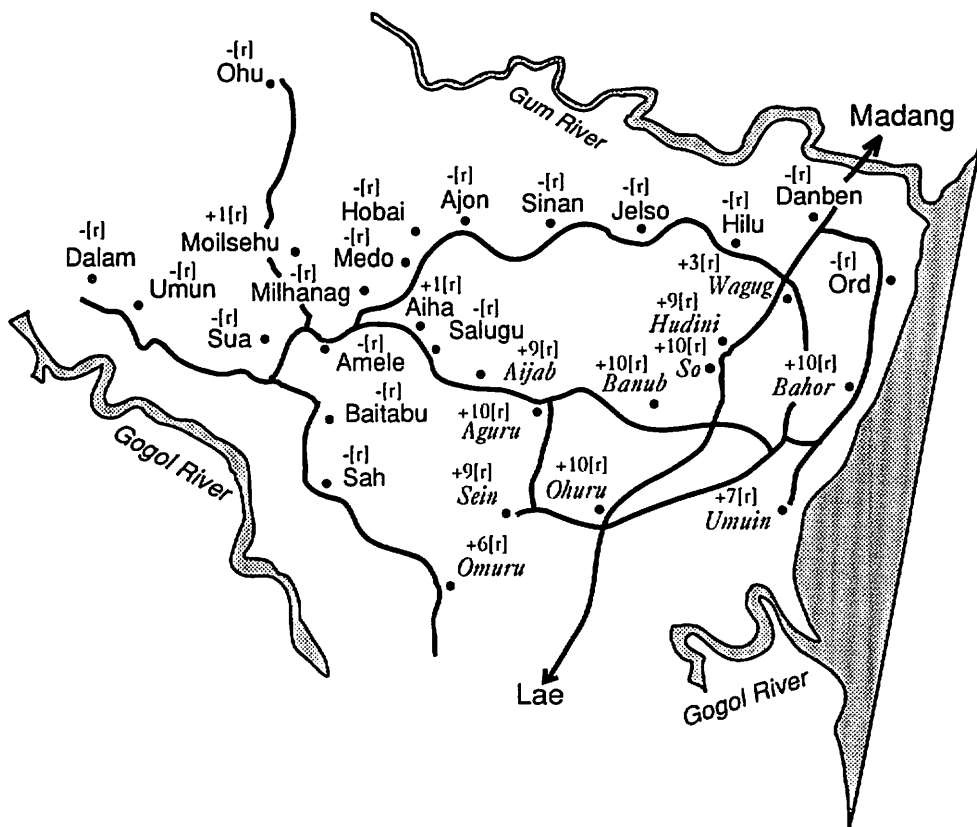 -[r]
Ohu
Gum River
Madang
-[r]
Danben
-[r]
Hobai
-[r]
Ajon
-[r]
Sinan
-[r]
Jelso
-[r]
Hilu
+1[r]
Moilsehu
-[r]
Dalam
-[r]
Medo
-[r]
Umun
-[r]
Milhanag
+3[r]
Wagug
-[r]
Ord
+1[r]
Aiha
-[r]
Sua
-[r]
Salugu
+9[r]
Hudini
-[r]
Amele
+9[r]
Aijab
+10[r]
Banub
+10[r]
So
+10[r]
Bahor
-[r]
Baitabu
+10[r]
Aguru
Gogol River
-[r]
Sah
+9[r]
Sein
+10[r]
Ohuru
+7[r]
Umuin
+6[r]
Omuru
Lae
Gogol River